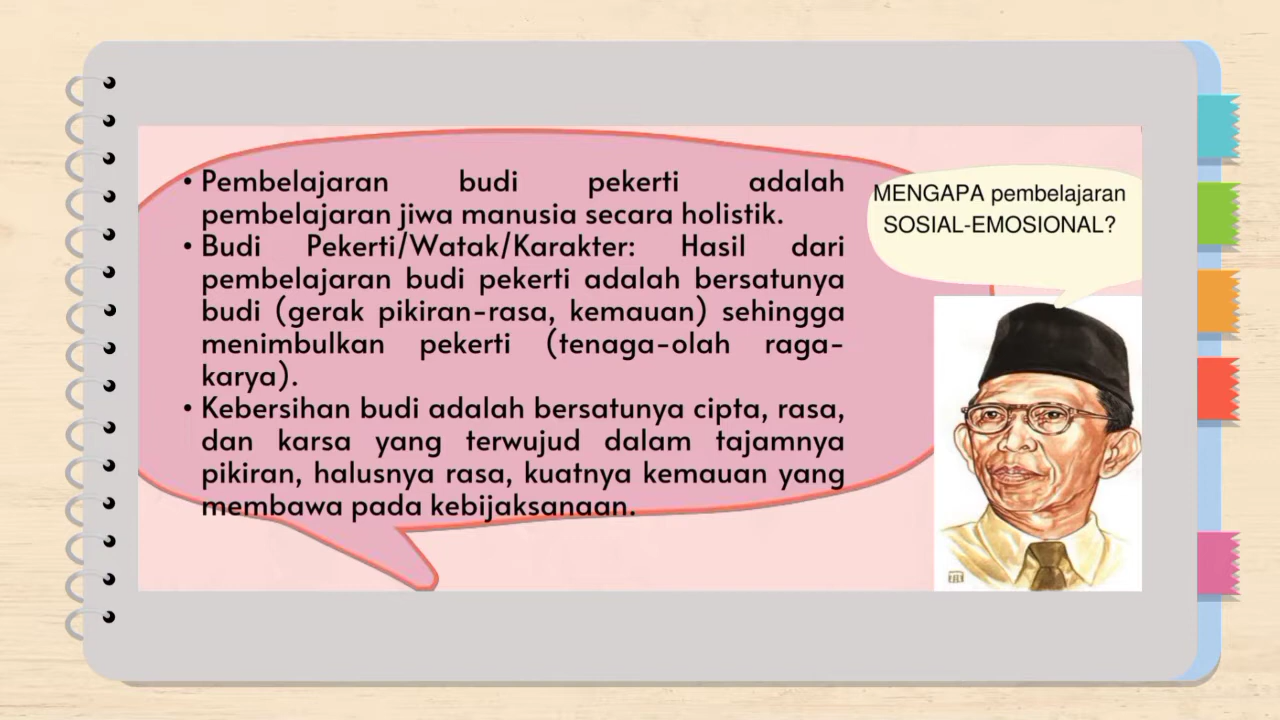 • Pembelajaran budi pekerti adalah
pembelajaran jiwa manusia secara holistik.
• Budi Pekerti/Watak/Karakter: Hasil dari
pembelajaran budi pekerti adalah bersatunya
budi (gerak pikiran-rasa, kemauan) sehingga
menimbulkan pekerti (tenaga-olah raga-
karya).
• Kebersihan budi adalah bersatunya cipta, rasa,
dan karsa yang terwujud dalam tajamnya
pikiran, halusnya rasa, kuatnya kemauan yang
membawa pada kebijaksanaan.
MENGAPA pembelajaran
SOSIAL-EMOSIONAL?